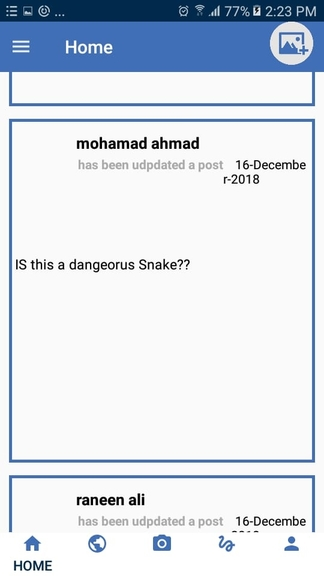 ... 77% 2:23 PM
Home
mohamad ahmad
has been udpdated a post 16-Decembe
r-2018
IS this a dangeorus Snake??
raneen ali
has been udpdated a post 16-Decembe
HOME